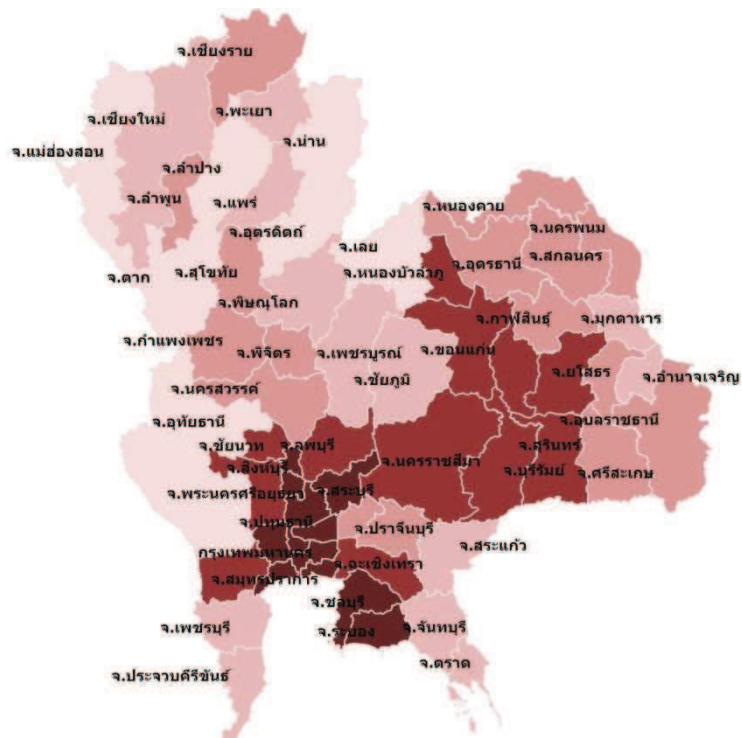 จ.เชียงราย
จ.พะเยา
จ.เชียงใหม่
จ.น่าน
จ.แม่ฮ่องสอน
จ.ลำปาง
จ.ลำพูน
จ.แพร่
จ.หนองคาย
จ.นครพนม
จ.อุตรดิตถ์
จ.เลย
จ.สกลนคร
จ.อุดรธานี
จ.หนองบัวลำภู
จ.ตาก
จ.สุโขทัย
จ.พิษณุโลก
จ.กาฬสินธุ์
จ.มุกดาหาร
จ.กำแพงเพชร
จ.พิจิตร
จ.เพชรบูรณ์
จ.ขอนแก่น
จ.ยโสธร
จ.อำนาจเจริญ
จ.ชัยภูมิ
จ.นครสวรรค์
จ.อุบลราชธานี
จ.อุทัยธานี
จ.ชัยนาท
จ.ลพบุรี
จ.สุรินทร์
จ.นครราชสีมา
จ.สิงห์บุรี
จ.บุรีรัมย์
จ.ศรีสะเกษ
จ.พระนครศรีอยุธยา
จ.สระบุรี
จ.ปทุมธานี
จ.ปราจีนบุรี
จ.สระแก้ว
กรุงเทพมหานคร
จ.ฉะเชิงเทรา
จ.สมุทรปราการ
จ.ชลบุรี
จ.เพชรบุรี
จ.ระยอง
จ.จันทบุรี
จ.ตราด
จ.ประจวบคีรีขันธ์